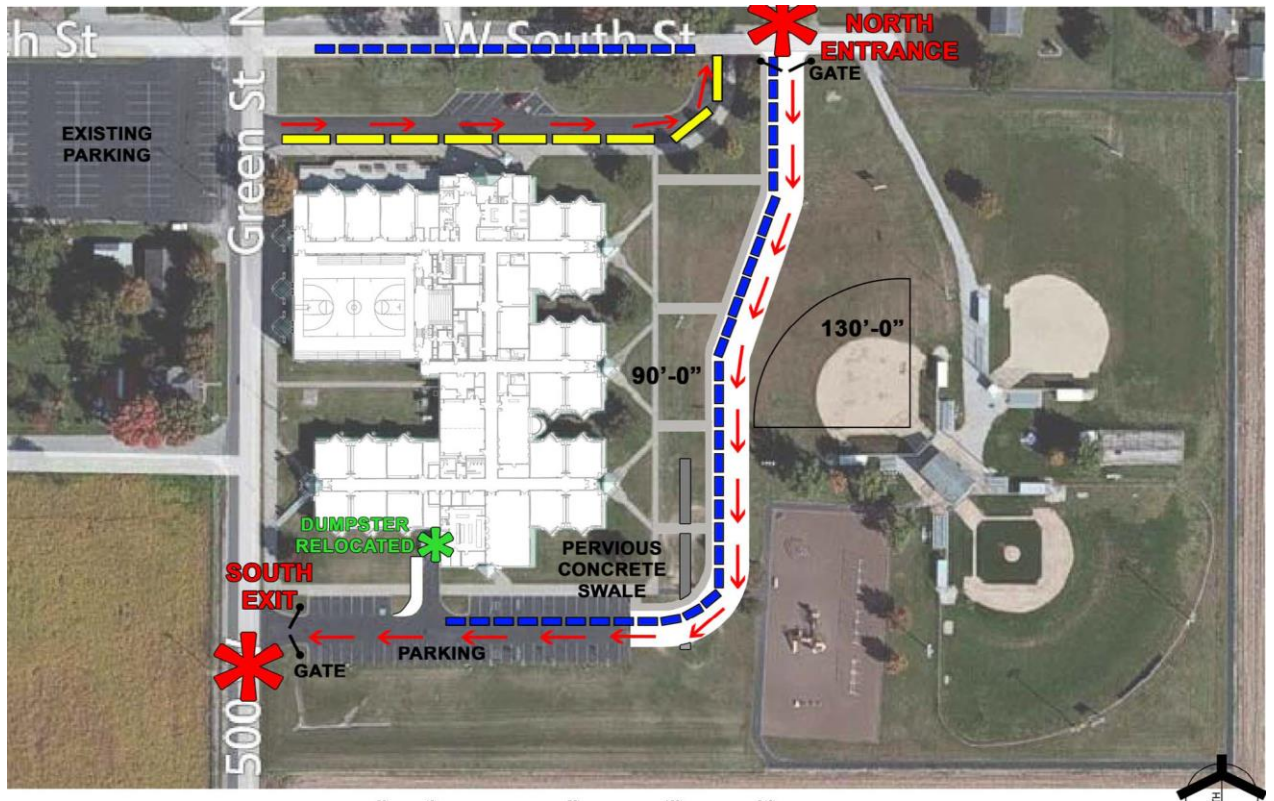 h St
W South St
NORTH
ENTRANCE
GATE
EXISTING
PARKING
Green St
N
130’-0”
90’-0”
DUMPSTER
RELOCATED
PERVIOUS
CONCRETE
SWALE
SOUTH
EXIT
PARKING
GATE
500